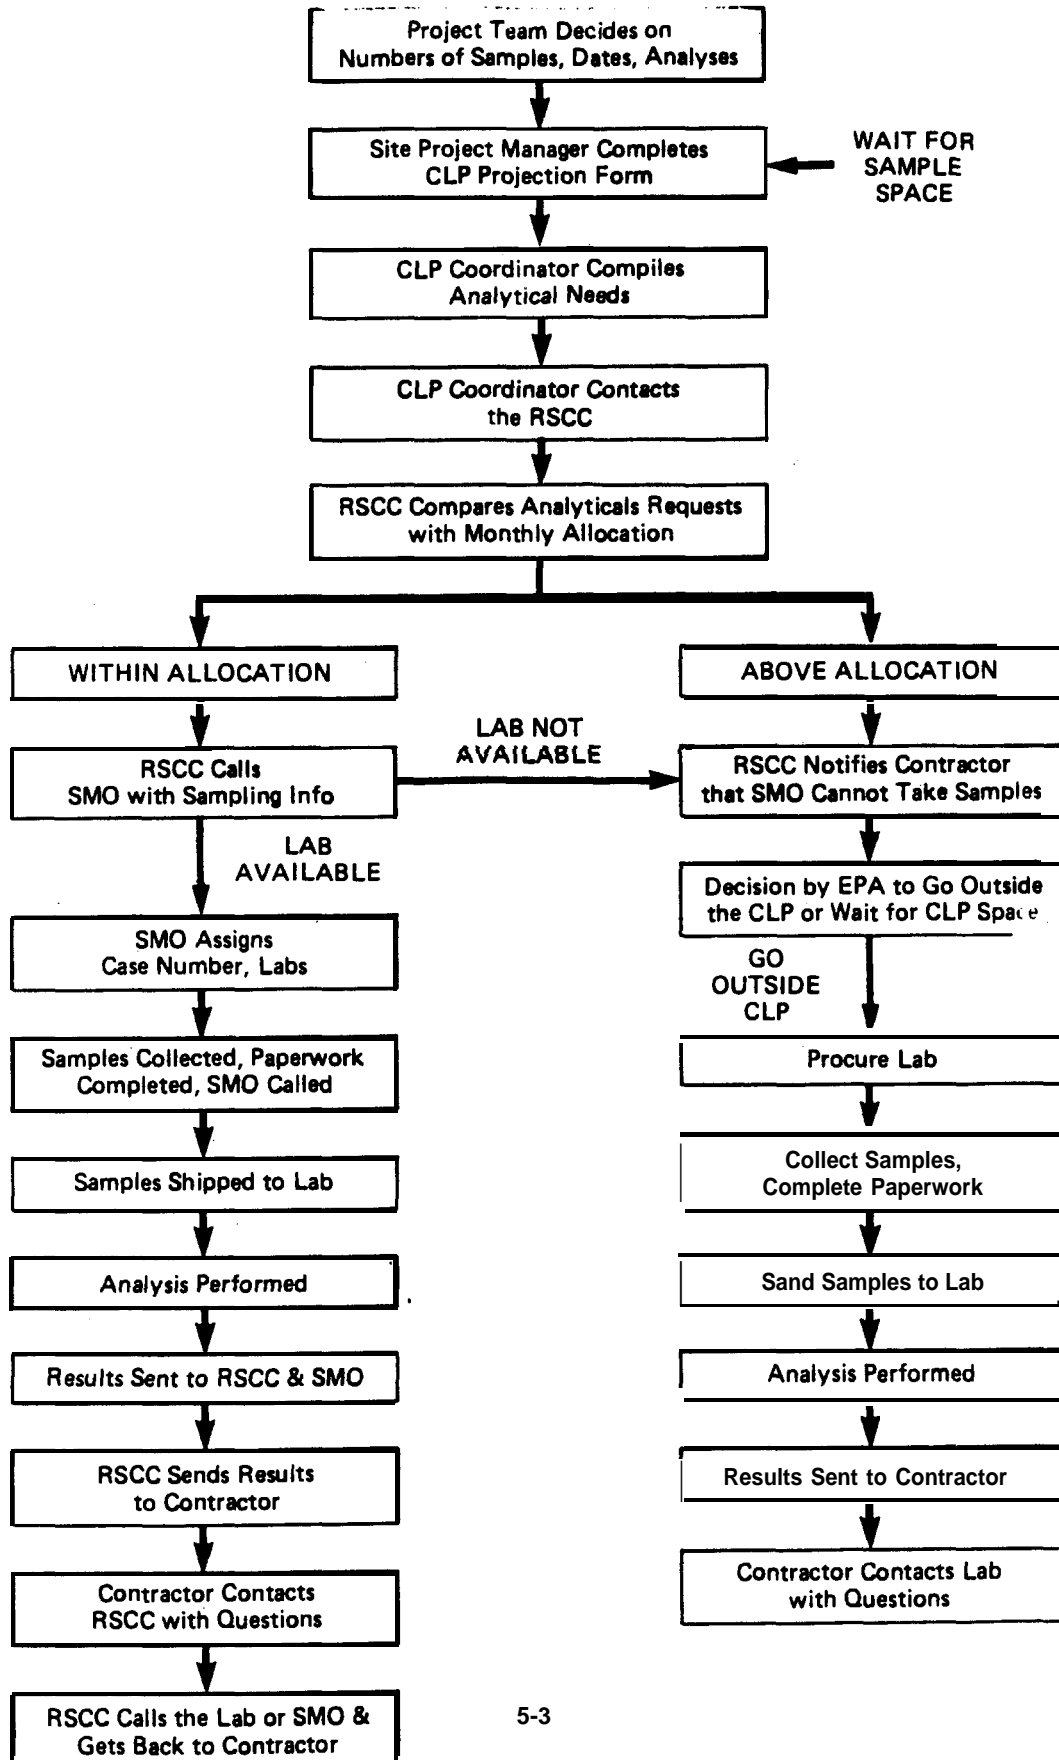 Project Team Decides on
Numbers of Samples, Dates, Analyses
Site Project Manager Completes
CLP Projection Form
WAIT FOR
SAMPLE
SPACE
CLP Coordinator Compiles
Analytical Needs
CLP Coordinator Contacts
the RSCC
RSCC Compares Analyticals Requests
with Monthly Allocation
WITHIN ALLOCATION
ABOVE ALLOCATION
LAB NOT
AVAILABLE
RSCC Calls
SMO with Sampling Info
RSCC Notifies Contractor
that SMO Cannot Take Samples
LAB
AVAILABLE
Decision by EPA to Go Outside
the CLP or Wait for CLP Space
SMO Assigns
Case Number, Labs
GO
OUTSIDE
CLP
Samples Collected, Paperwork
Completed, SMO Called
Procure Lab
Samples Shipped to Lab
Collect Samples,
Complete Paperwork
Analysis Performed
Sand Samples to Lab
Results Sent to RSCC & SMO
Analysis Performed
RSCC Sends Results
to Contractor
Results Sent to Contractor
Contractor Contacts
RSCC with Questions
Contractor Contacts Lab
with Questions
RSCC Calls the Lab or SMO &
Gets Back to Contractor
5-3